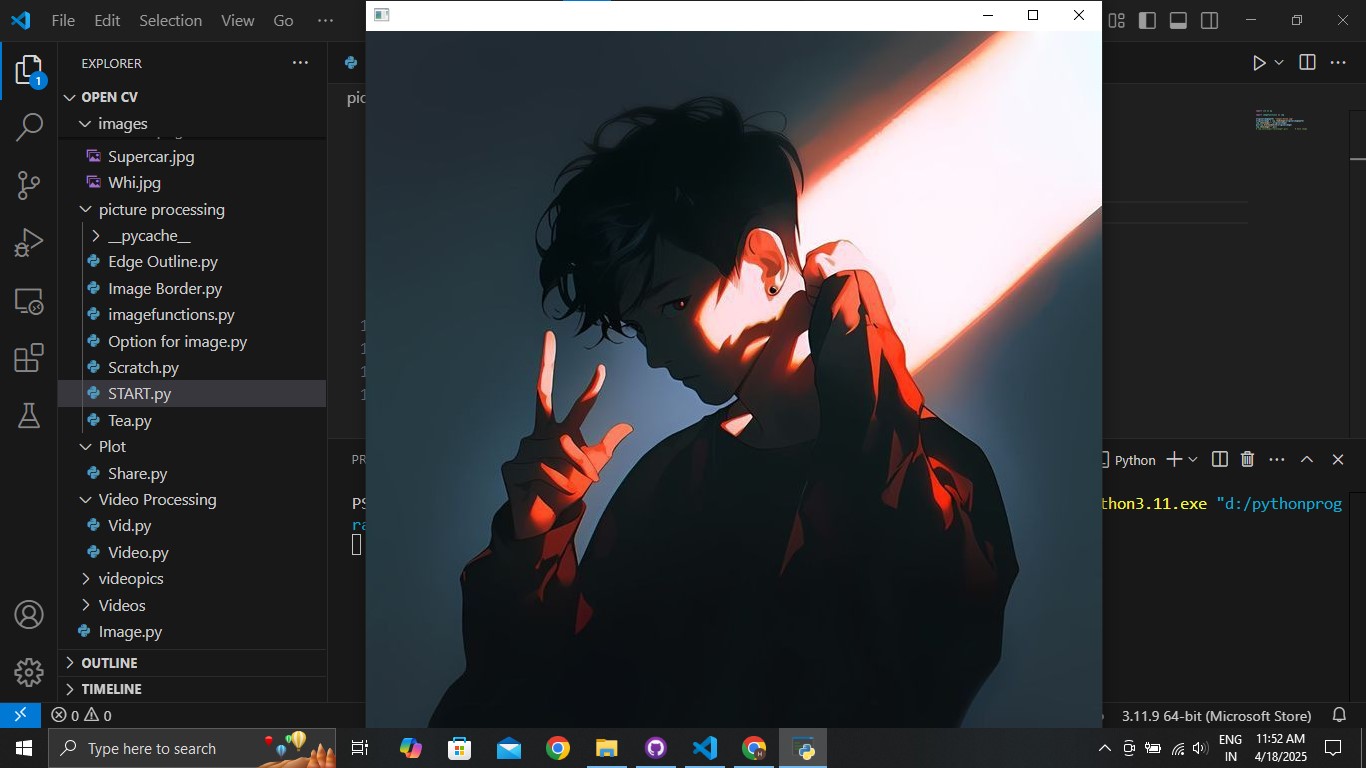 File Edit Selection View Go ···
EXPLORER ···
OPEN CV
images
Supercar.jpg
Whi.jpg
picture processing
__pycache__
Edge Outline.py
Image Border.py
imagefunctions.py
Option for image.py
Scratch.py
START.py
Tea.py
Plot
Share.py
Video Processing
Vid.py
Video.py
videopics
Videos
Image.py
OUTLINE
TIMELINE
1
pic
1
1
1
1
PR
Python ···
PS
thon3.11.exe "d:/pythonprog
ra
0 0
3.11.9 64-bit (Microsoft Store)
Type here to search
ENG
IN
11:52 AM
4/18/2025